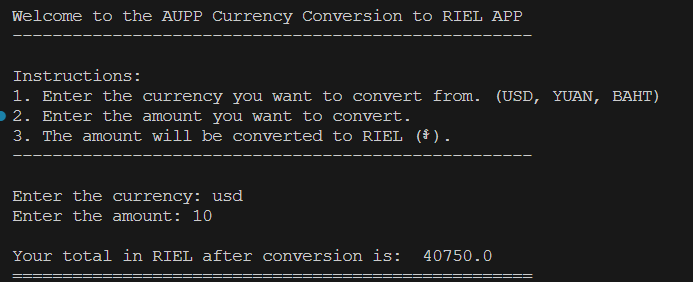 Welcome to the AUPP Currency Conversion to RIEL APP
----------------------------------------------------
Instructions:
1. Enter the currency you want to convert from. (USD, YUAN, BAHT)
2. Enter the amount you want to convert.
3. The amount will be converted to RIEL (៛).
----------------------------------------------------
Enter the currency: usd
Enter the amount: 10
Your total in RIEL after conversion is:  40750.0
====================================================